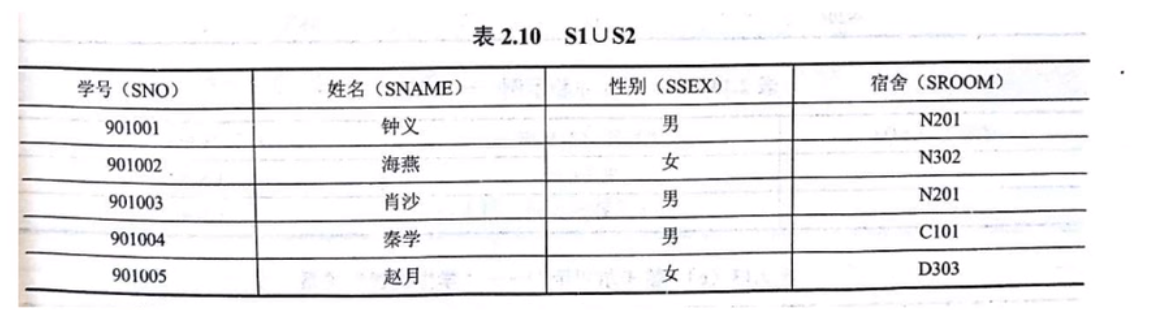 表 2.10 S1∪S2
学号（SNO） 姓名（SNAME） 性别（SSEX） 宿舍（SROOM）
901001 钟义 男 N201
901002 海燕 女 N302
901003 肖沙 男 N201
901004 秦学 男 C101
901005 赵月 女 D303